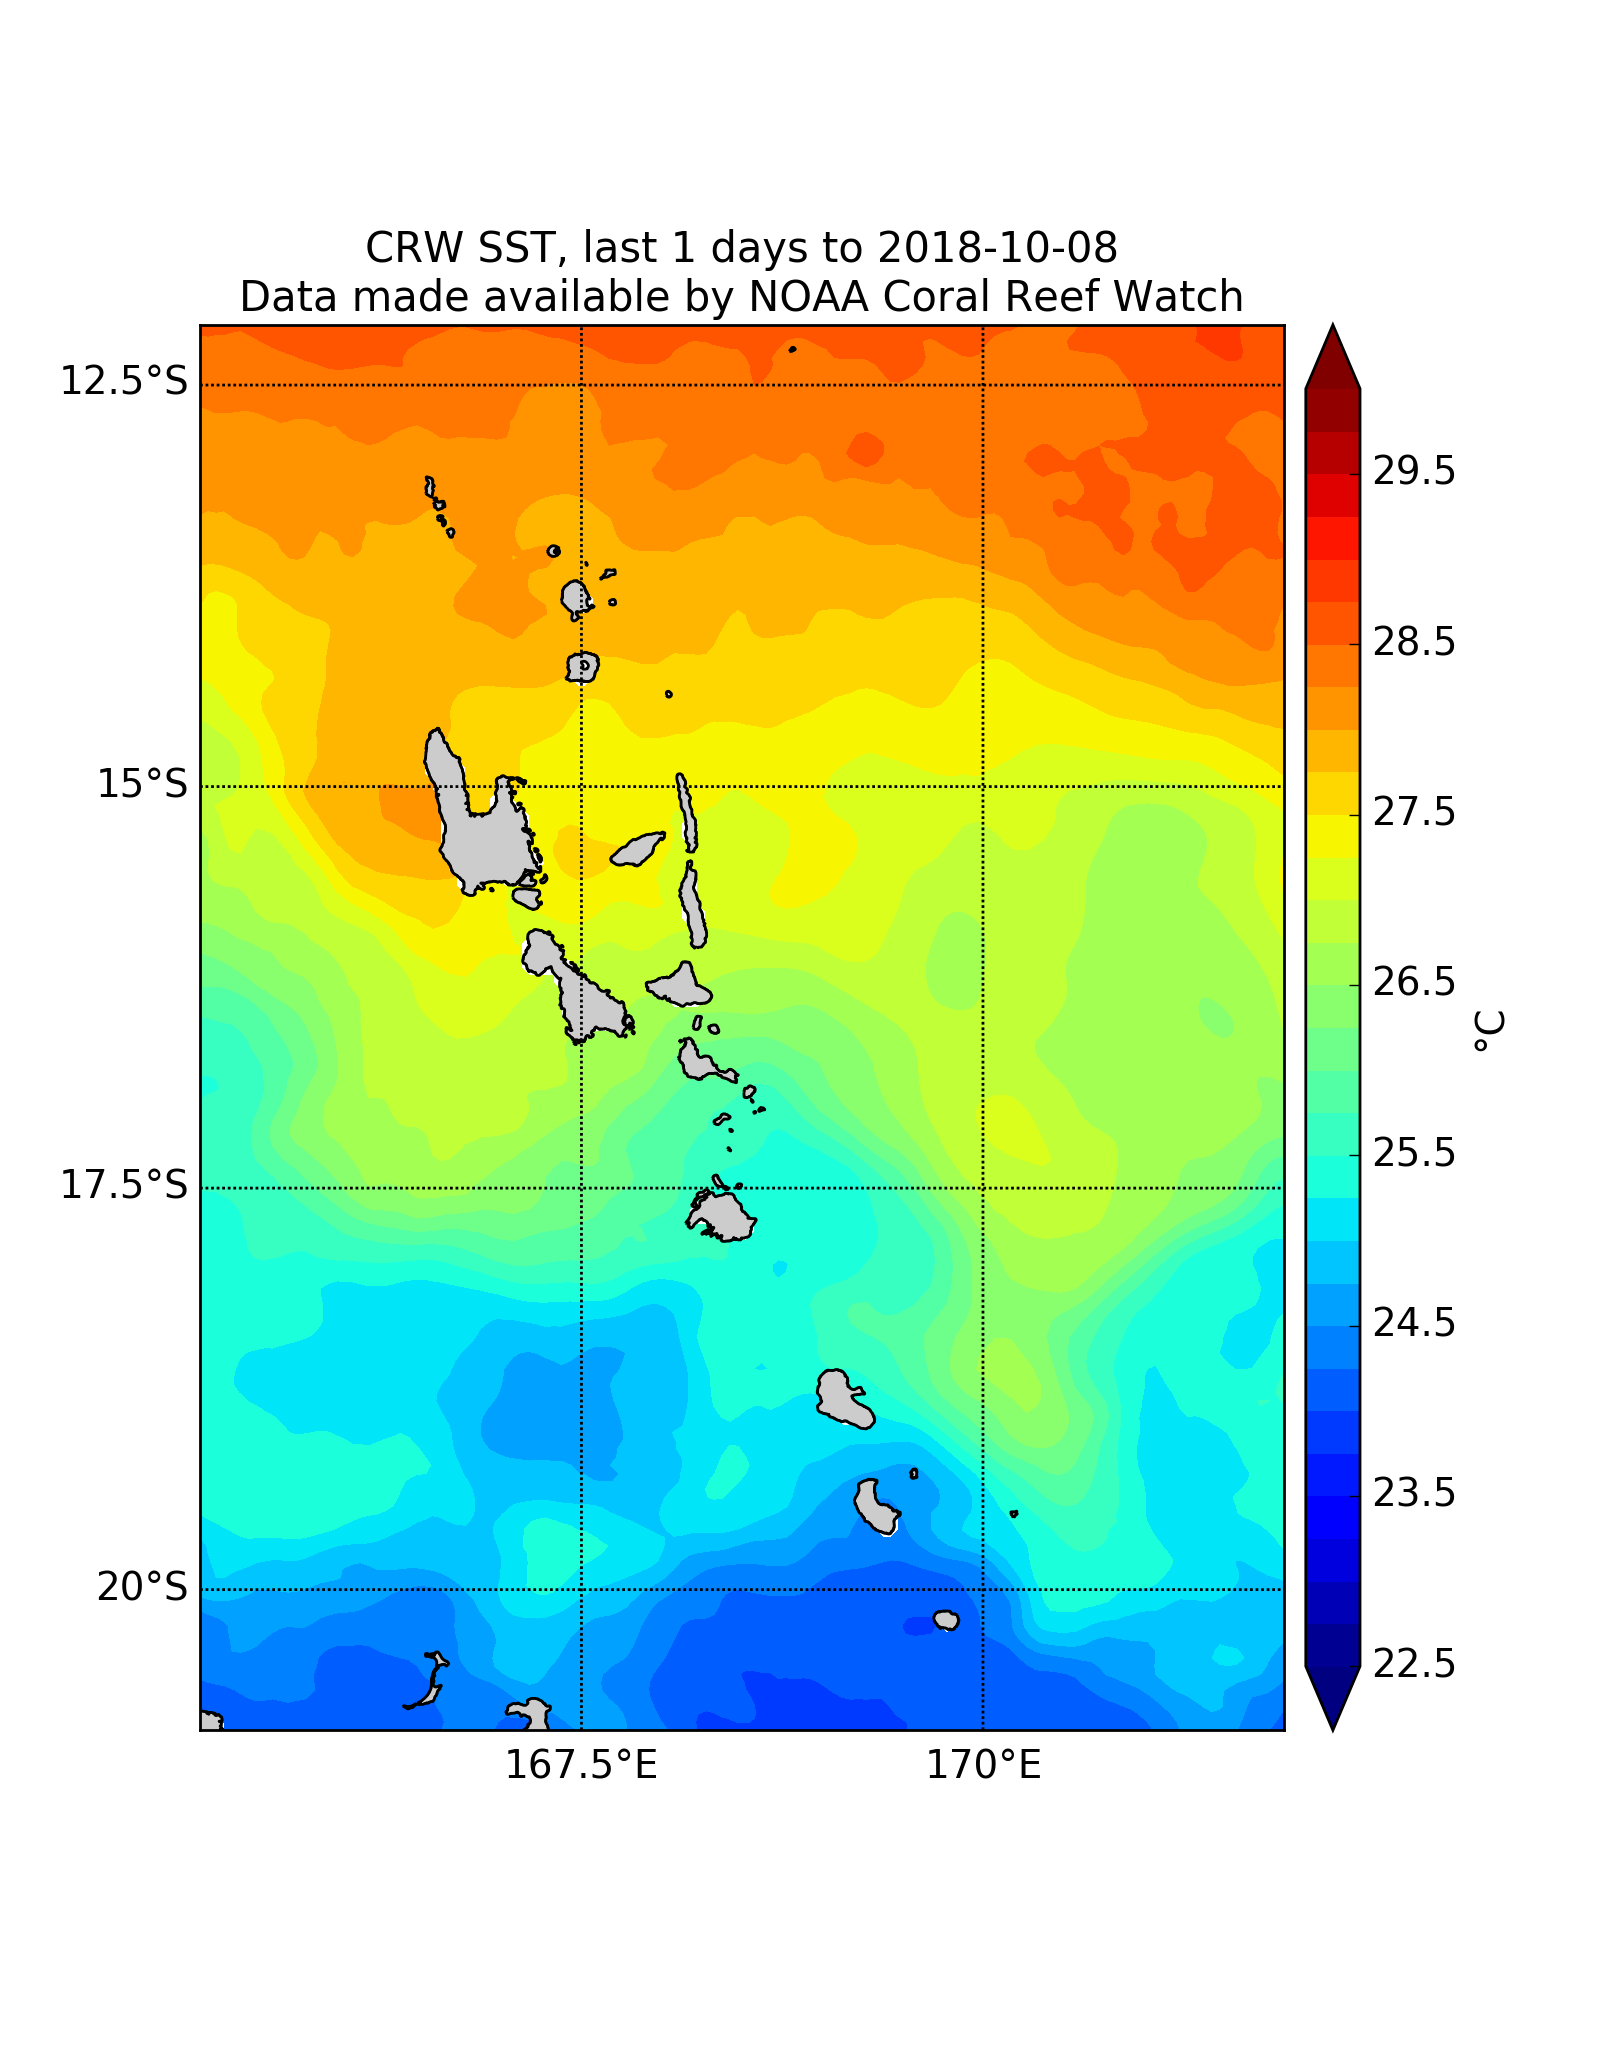 CRW SST, last 1 days to 2018-10-08
Data made available by NOAA Coral Reef Watch
12.5°S
15°S
17.5°S
20°S
167.5°E
170°E
29.5
28.5
27.5
26.5
25.5
24.5
23.5
22.5
°C